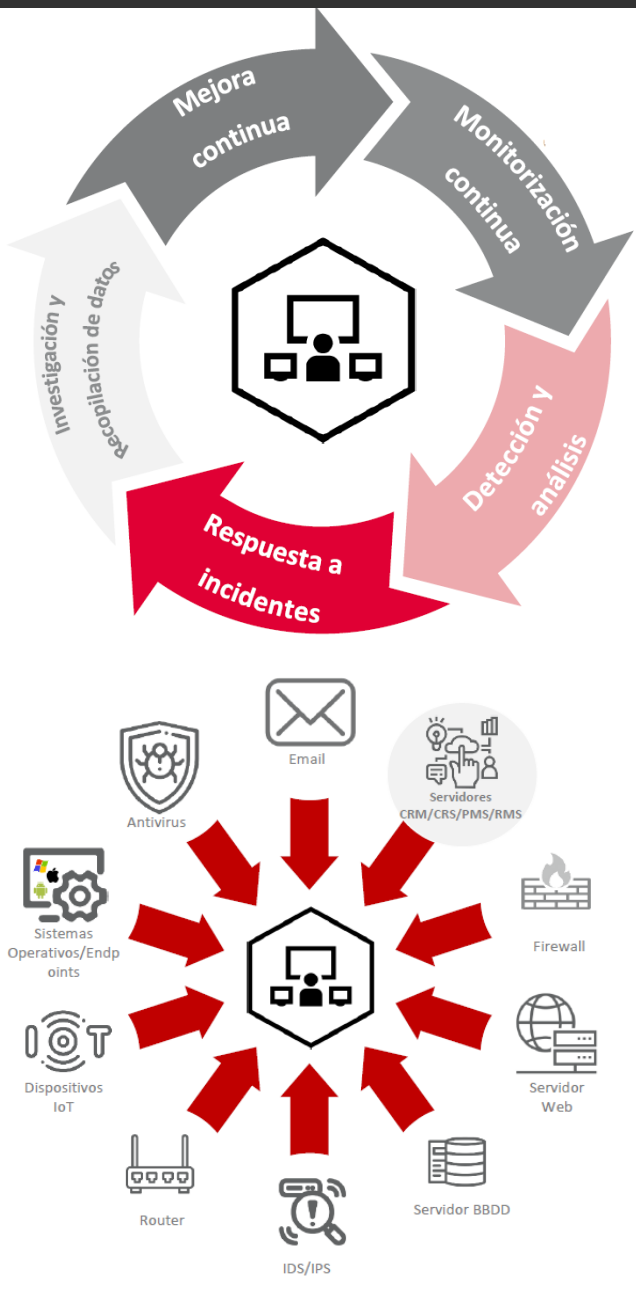 Mejora
continua
Monitorización
continua
Detección y
análisis
Respuesta a
incidentes
Investigación y
Recopilación de datos
Email
Servidores
CRM/CRS/PMS/RMS
Antivirus
Sistemas
Operativos/Endp
oints
Firewall
IOT
Dispositivos
IoT
Servidor
Web
Router
Servidor BBDD
IDS/IPS